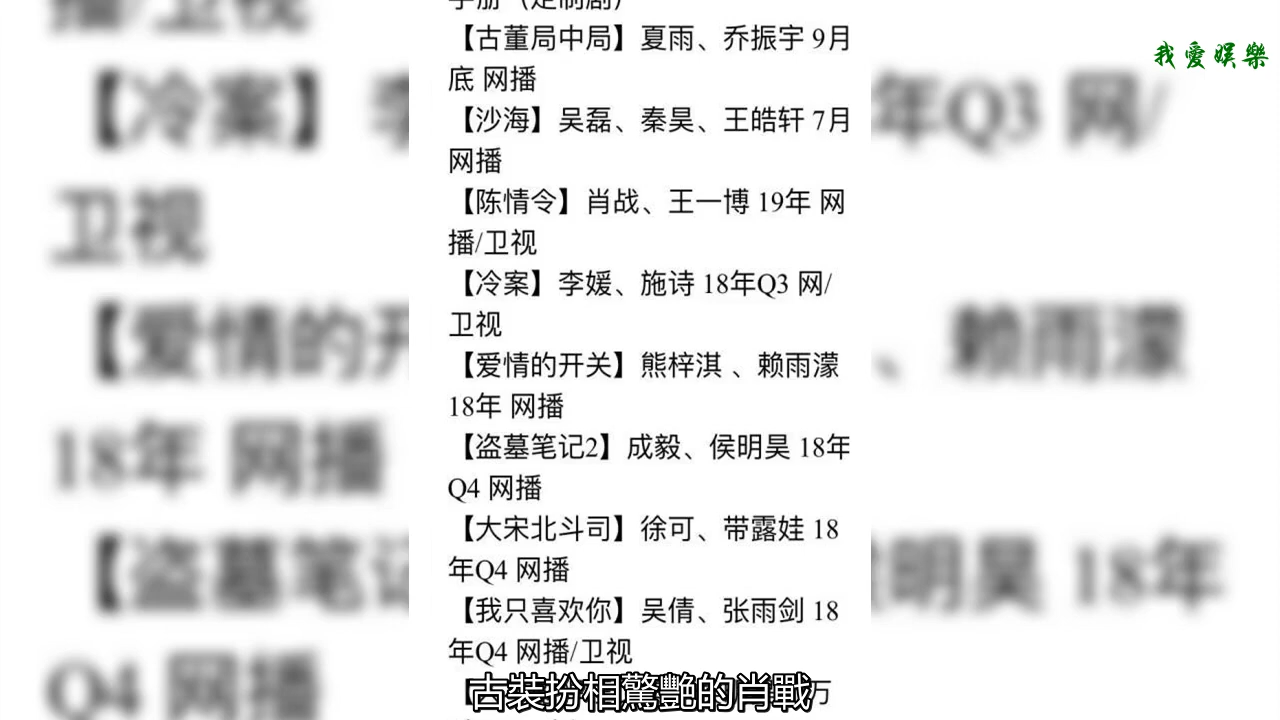 【古董局中局】夏雨、乔振宇 9月
底 网播
【沙海】吴磊、秦昊、王皓轩 7月
网播
【陈情令】肖战、王一博 19年 网
播/卫视
【冷案】李媛、施诗 18年Q3 网/
卫视
【爱情的开关】熊梓淇 、赖雨濛
18年 网播
【盗墓笔记2】成毅、侯明昊 18年
Q4 网播
【大宋北斗司】徐可、带露娃 18
年Q4 网播
【我只喜欢你】吴倩、张雨剑 18
年Q4 网播/卫视
古裝扮相驚艷的肖戰
我愛娛樂